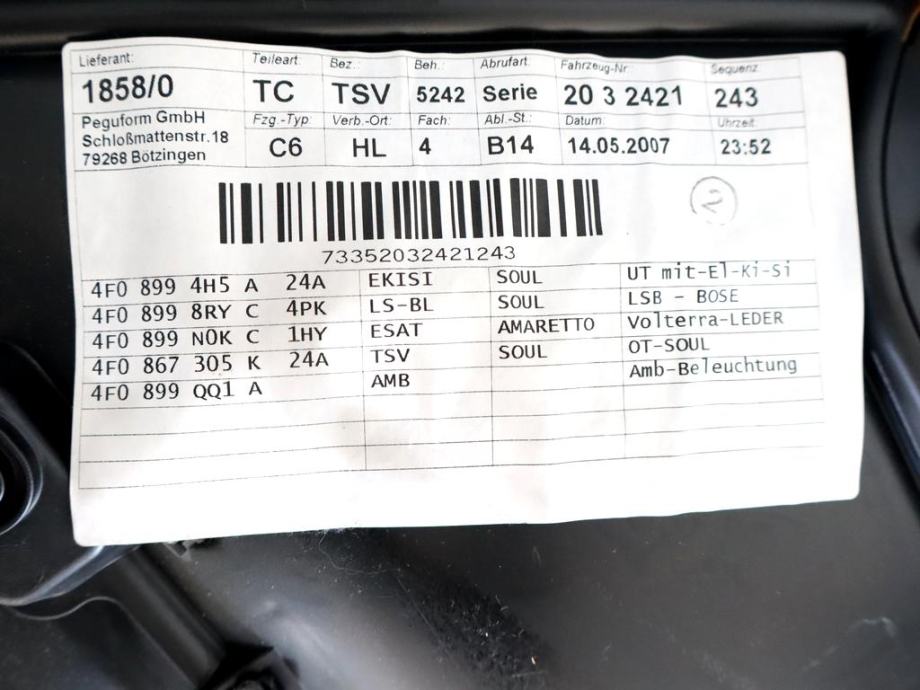 Lieferant: Teileart: Bez.: Beh.: Abrufart. Fahrzeug-Nr. Sequenz
1858/0 TC TSV 5242 Serie 20 3 2421 243
Peguform GmbH Fzg.-Typ: Verb.-Ort: Fach: Abl.-St.: Datum: Uhrzeit:
Schloßmattenstr.18 C6 HL 4 B14 14.05.2007 23:52
79268 Bötzingen
2
73352032421243
4F0 899 4H5 A 24A EKISI SOUL UT mit-El-Ki-Si
4F0 899 8RY C 4PK LS-BL SOUL LSB - BOSE
4F0 899 N0K C 1HY ESAT AMARETTO Volterra-LEDER
4F0 867 305 K 24A TSV SOUL OT-SOUL
4F0 899 QQ1 A AMB Amb-Beleuchtung